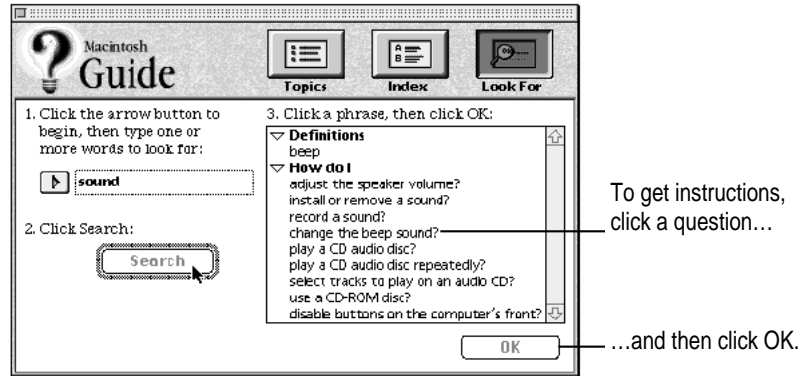 Macintosh
Guide
Topics
Index
Look For
1. Click the arrow button to
begin, then type one or
more words to look for:
sound
2. Click Search:
Search
3. Click a phrase, then click OK:
Definitions
beep
How do I
adjust the speaker volume?
install or remove a sound?
record a sound?
change the beep sound?
play a CD audio disc?
play a CD audio disc repeatedly?
select tracks to play on an audio CD?
use a CD-ROM disc?
disable buttons on the computer's front?
OK
To get instructions,
click a question…
…and then click OK.